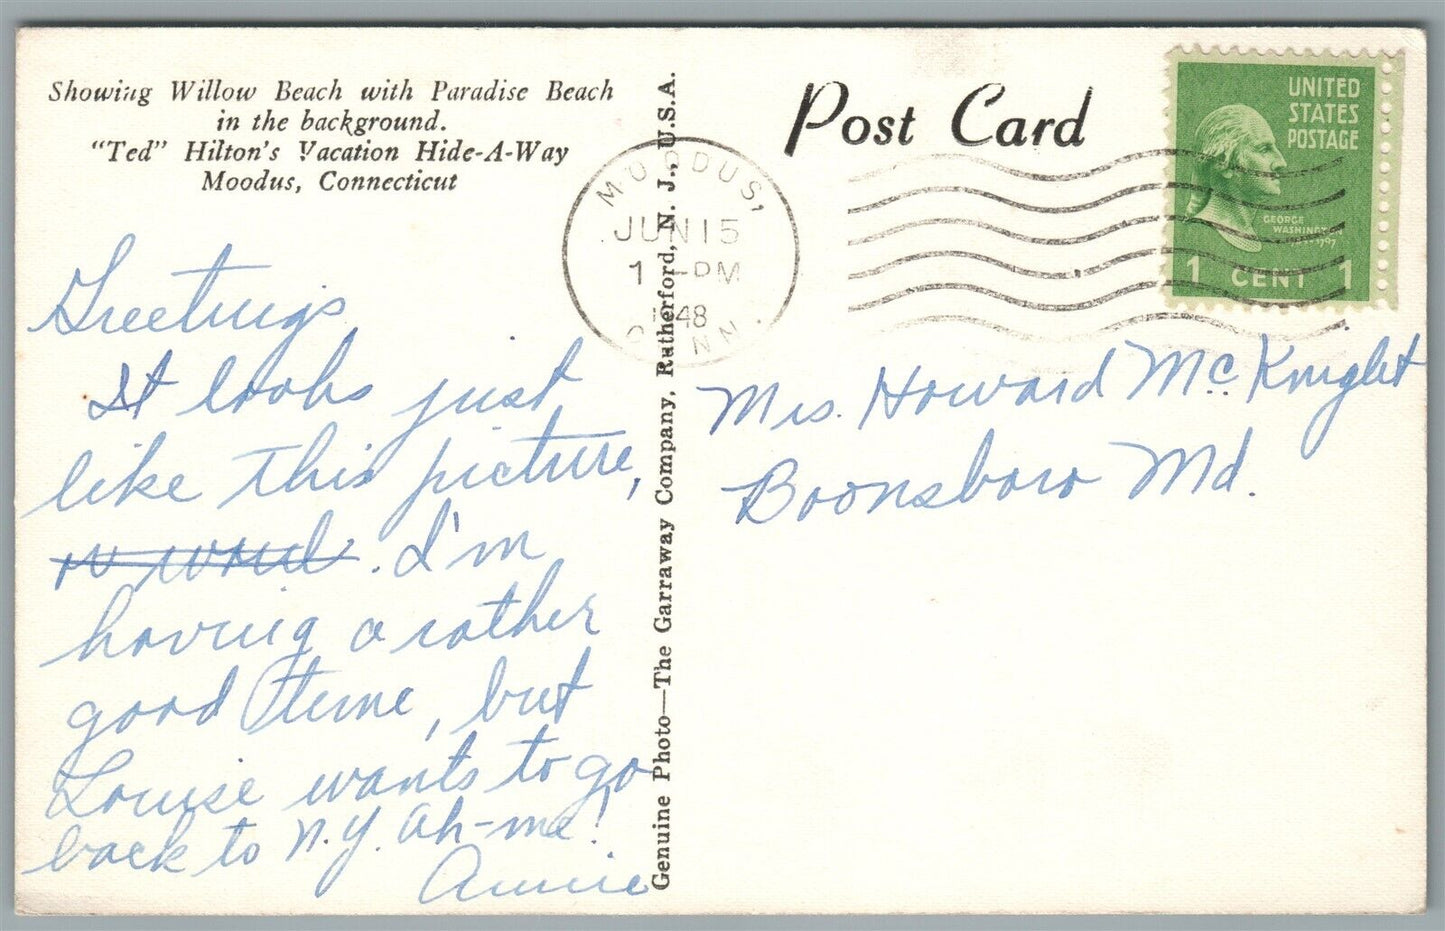 Showing Willow Beach with Paradise Beach
in the background.
"Ted" Hilton's Vacation Hide-A-Way
Moodus, Connecticut
Greetings
It looks just
like this picture,
. I'm
having a rather
good time, but
Louise wants to go
back to N.Y. Ah-me!
Annie
Genuine Photo—The Garraway Company, Rutherford, N. J., U.S.A.
Post Card
MOODUS,
JUN 15
1 -PM
1948
CONN.
UNITED
STATES
POSTAGE
GEORGE
WASHINGTON
1 CENT 1
Mrs. Howard McKnight
Boonsboro Md.